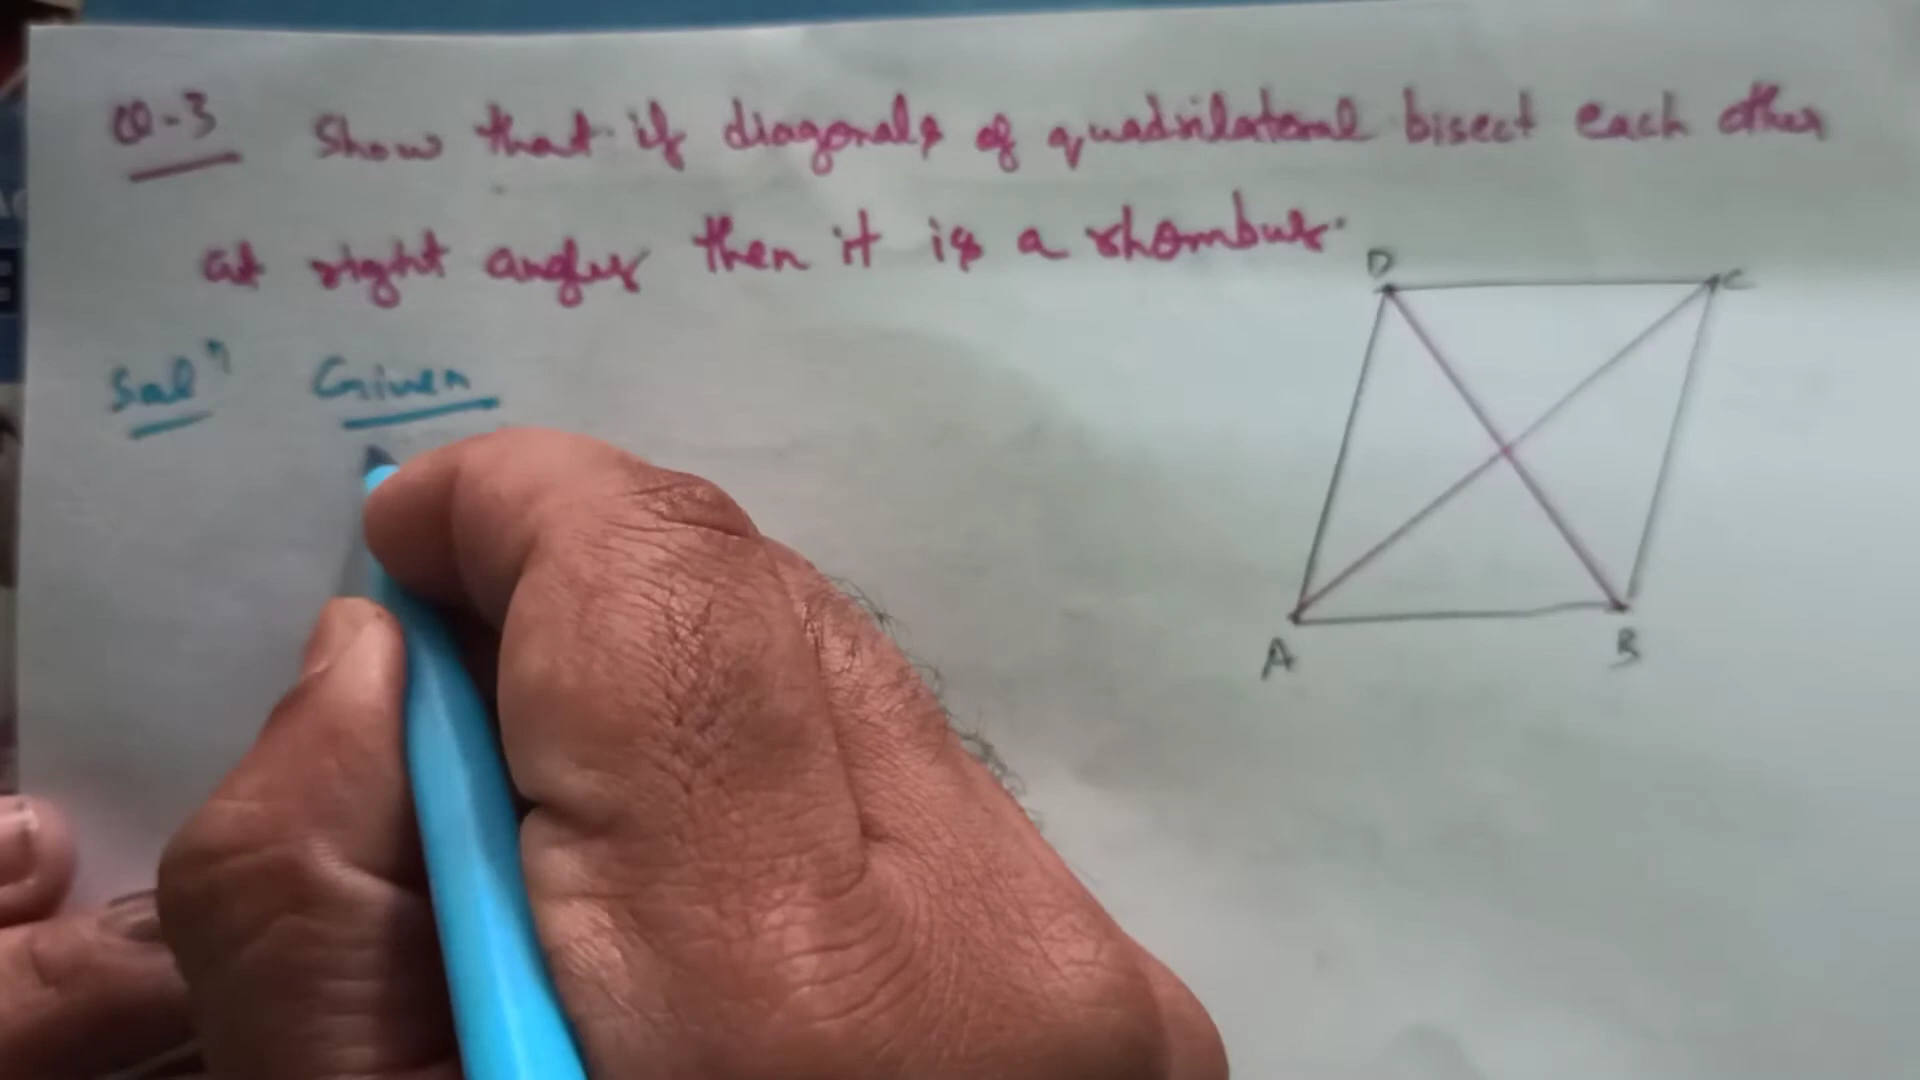 Q-3 Show that if diagonals of quadrilateral bisect each other
at right angles then it is a rhombus.
D C
Solⁿ Given
A B